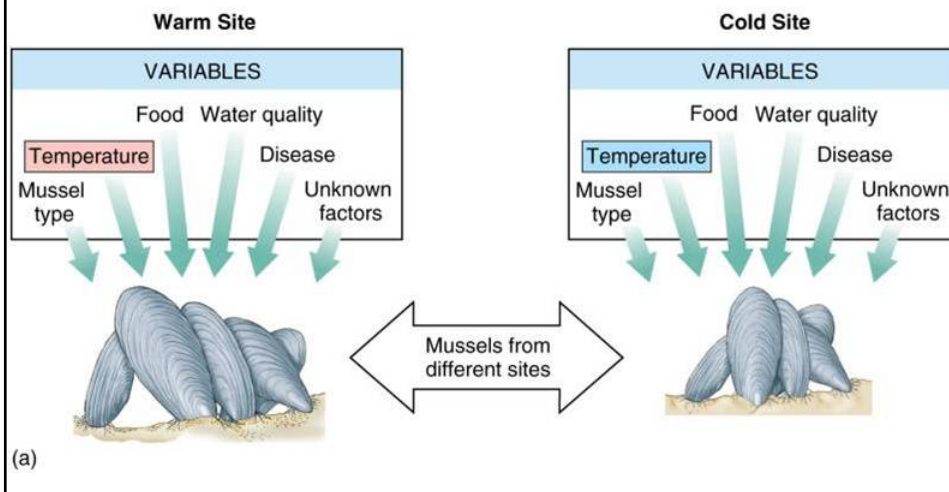 Warm Site
Cold Site
VARIABLES
VARIABLES
Food Water quality
Temperature
Disease
Mussel
type
Unknown
factors
Food Water quality
Temperature
Disease
Mussel
type
Unknown
factors
Mussels from
different sites
(a)